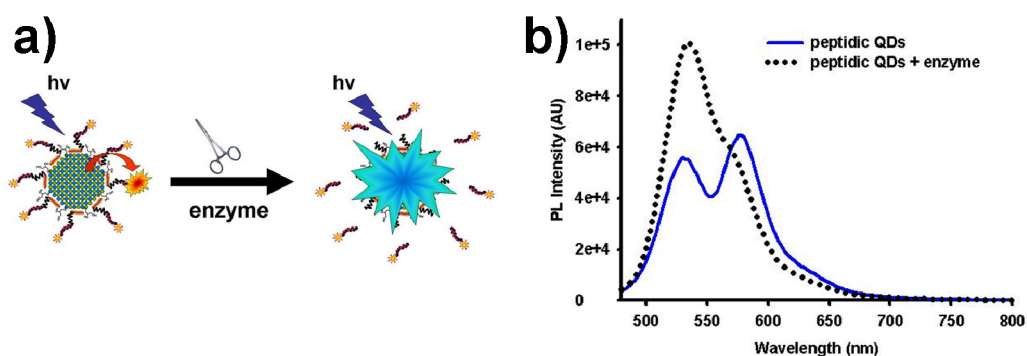 a)
hv
enzyme
hv
b)
PL Intensity (AU)
1e+5
8e+4
6e+4
4e+4
2e+4
0
peptidic QDs
peptidic QDs + enzyme
500 550 600 650 700 750 800
Wavelength (nm)